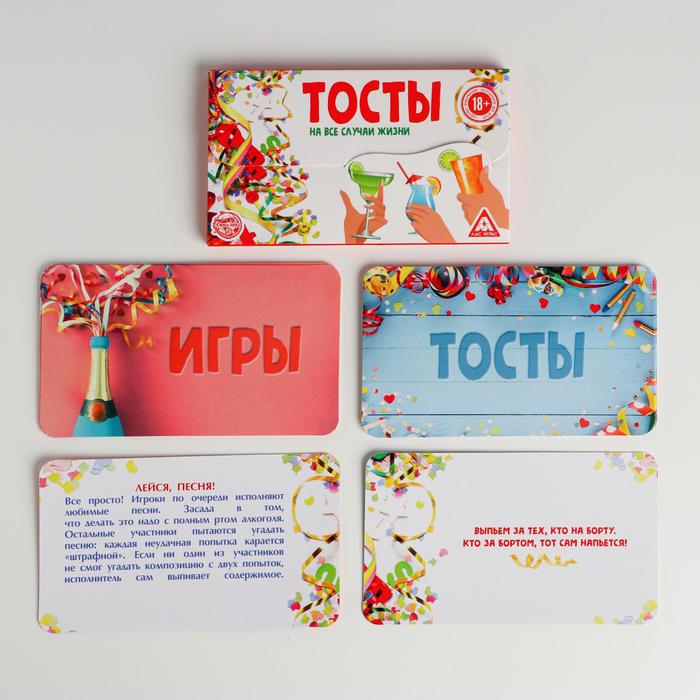 ТОСТЫ
НА ВСЕ СЛУЧАИ ЖИЗНИ
18+
ЛАС ИГРАС
ИГРЫ
ТОСТЫ
ЛЕЙСЯ, ПЕСНЯ!
Все просто! Игроки по очереди исполняют
любимые песни. Засада в том,
что делать это надо с полным ртом алкоголя.
Остальные участники пытаются угадать
песню: каждая неудачная попытка карается
«штрафной». Если ни один из участников
не смог угадать композицию с двух попыток,
исполнитель сам выпивает содержимое.
ВЫПЬЕМ ЗА ТЕХ, КТО НА БОРТУ.
КТО ЗА БОРТОМ, ТОТ САМ НАПЬЕТСЯ!